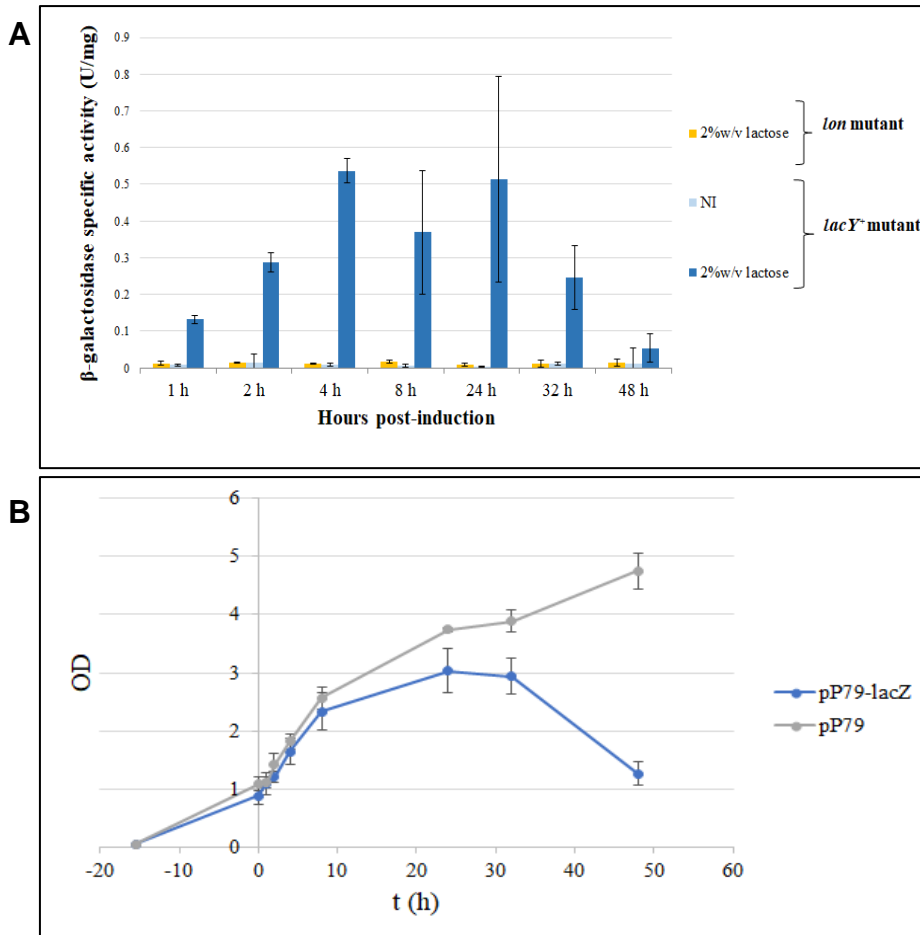 A
β-galactosidase specific activity (U/mg)
0.9
0.8
0.7
0.6
0.5
0.4
0.3
0.2
0.1
0
1 h 2 h 4 h 8 h 24 h 32 h 48 h
Hours post-induction
2%w/v lactose
lon mutant
NI
lacY⁺ mutant
2%w/v lactose
B
OD
6
5
4
3
2
1
0
-20 -10 0 10 20 30 40 50 60
t (h)
pP79-lacZ
pP79